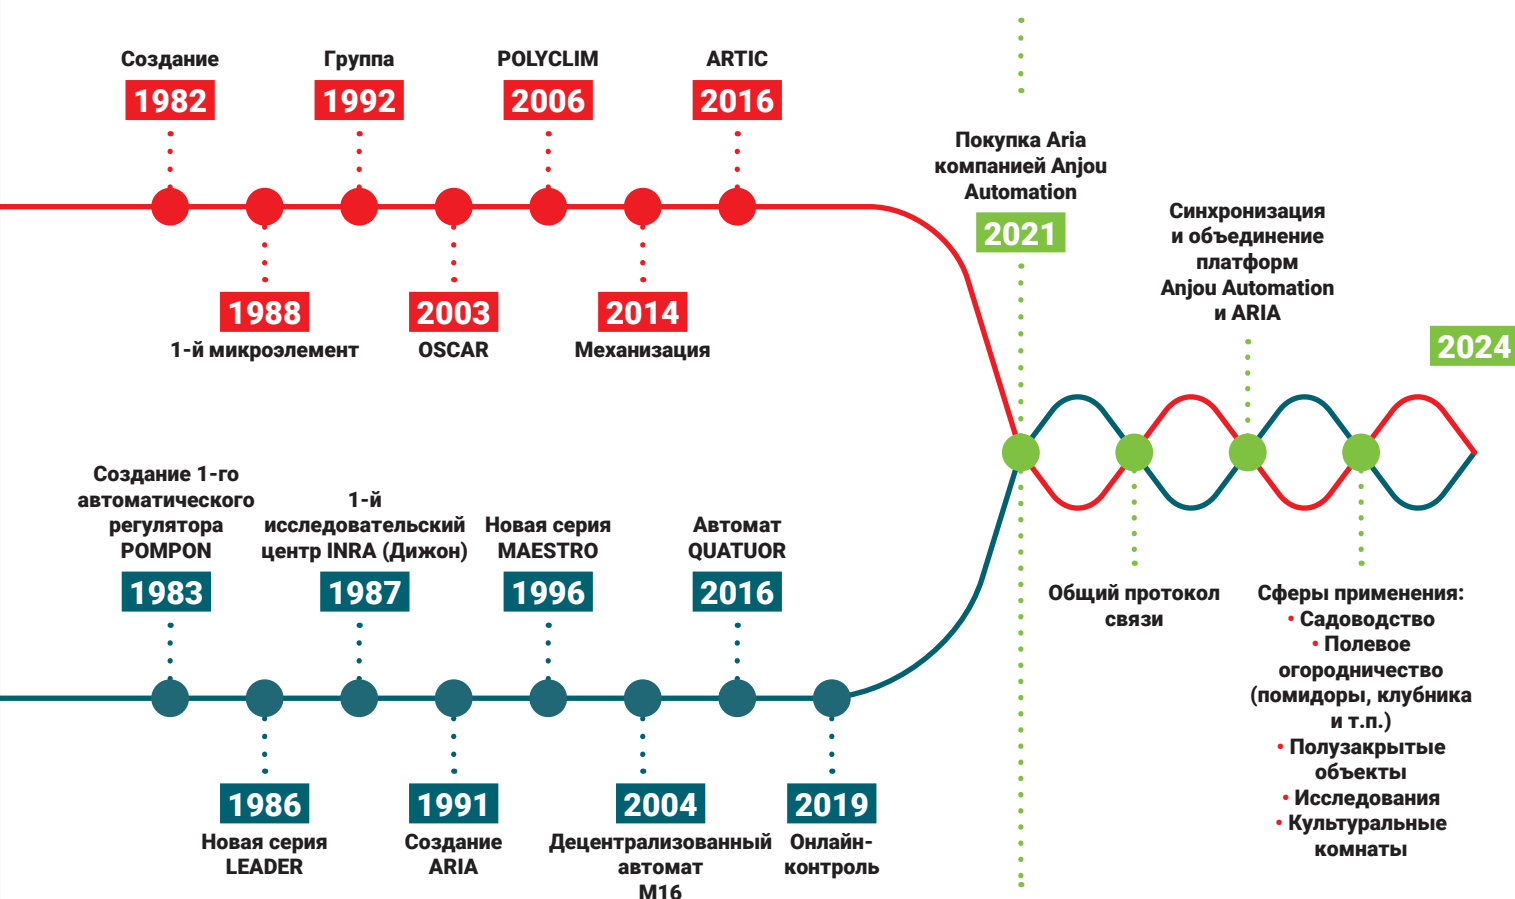 Создание
1982
Группа
1992
POLYCLIM
2006
ARTIC
2016
1988
1-й микроэлемент
2003
OSCAR
2014
Механизация
Покупка Aria
компанией Anjou
Automation
2021
Синхронизация
и объединение
платформ
Anjou Automation
и ARIA
2024
Создание 1-го
автоматического
регулятора
POMPON
1983
1-й
исследовательский
центр INRA (Дижон)
1987
Новая серия
MAESTRO
1996
Автомат
QUATUOR
2016
1986
Новая серия
LEADER
1991
Создание
ARIA
2004
Децентрализованный
автомат
M16
2019
Онлайн-
контроль
Общий протокол
связи
Сферы применения:
• Садоводство
• Полевое
огородничество
(помидоры, клубника
и т.п.)
• Полузакрытые
объекты
• Исследования
• Культуральные
комнаты